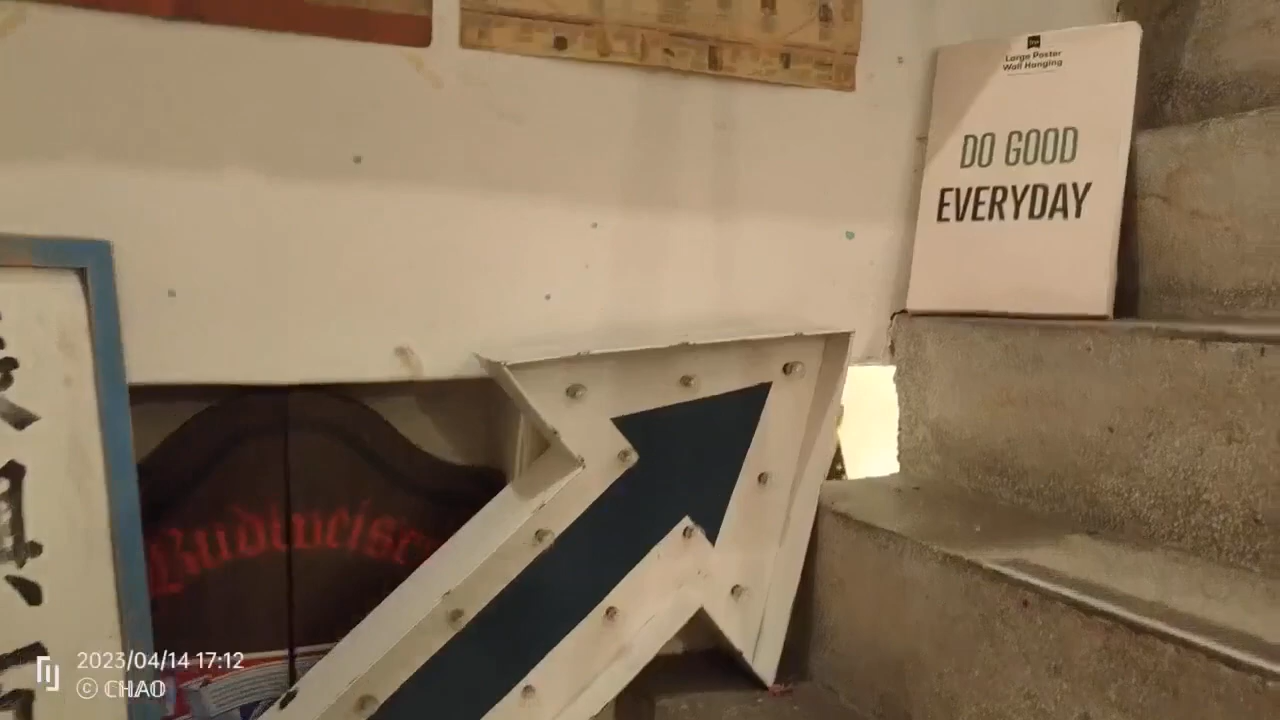 Large Poster
Wall Hanging
DO GOOD
EVERYDAY
Budweiser
2023/04/14 17:12
© CHAO